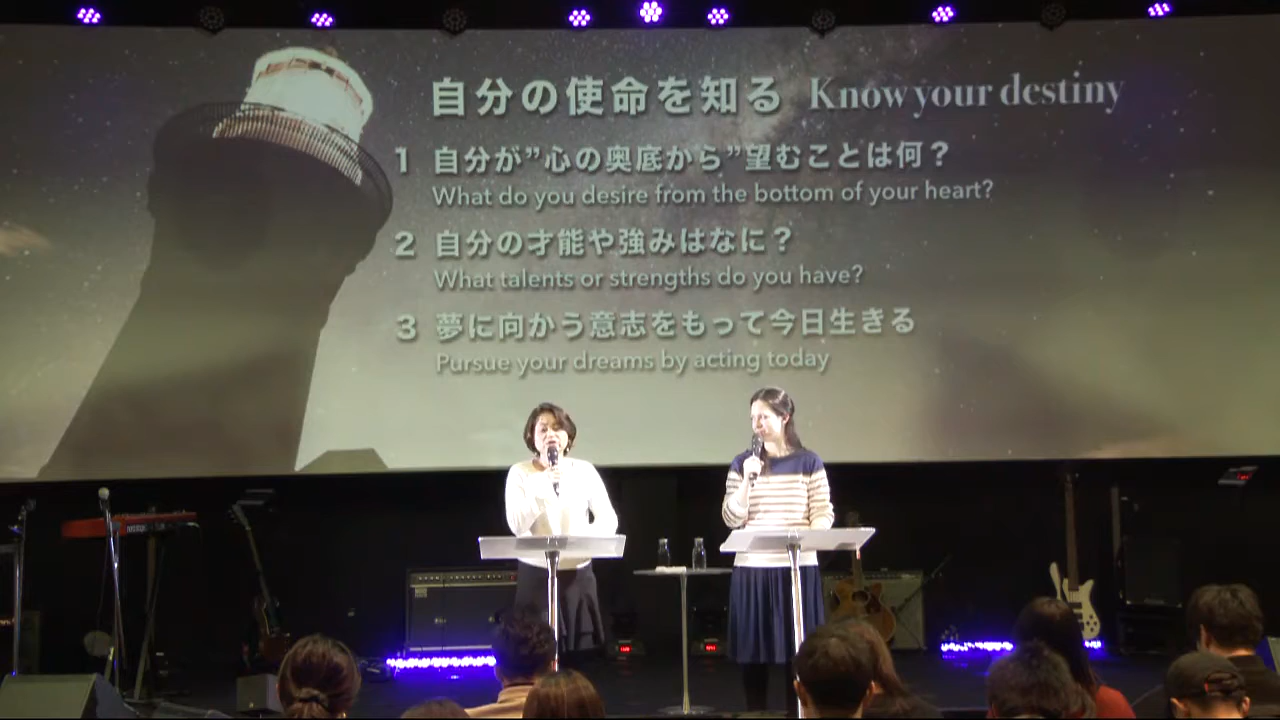 自分の使命を知る Know your destiny
1 自分が”心の奥底から”望むことは何？
What do you desire from the bottom of your heart?
2 自分の才能や強みはなに？
What talents or strengths do you have?
3 夢に向かう意志をもって今日生きる
Pursue your dreams by acting today